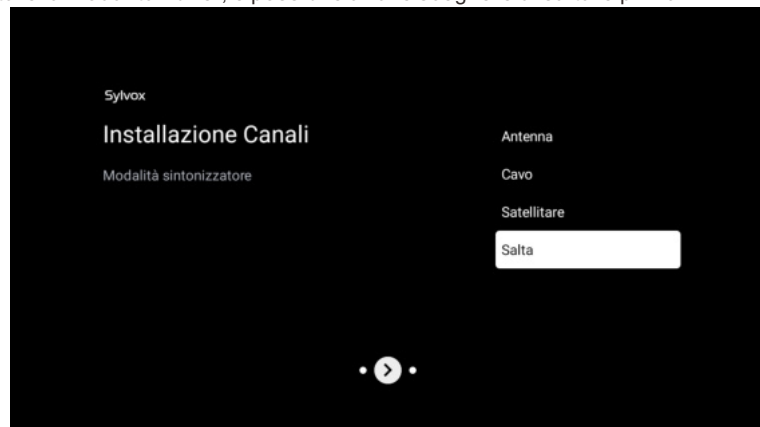 Sylvox
Installazione Canali
Modalità sintonizzatore
Antenna
Cavo
Satellitare
Salta